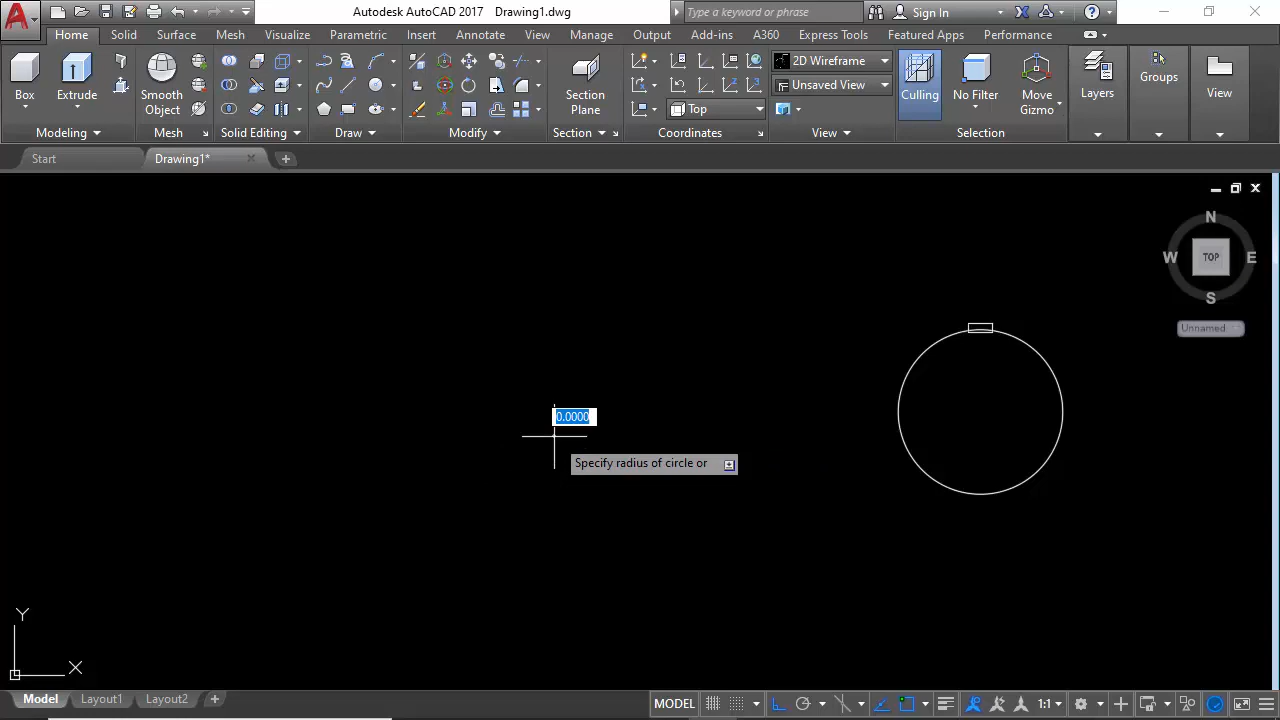 Autodesk AutoCAD 2017 Drawing1.dwg
Type a keyword or phrase
Sign In
Home Solid Surface Mesh Visualize Parametric Insert Annotate View Manage Output Add-ins A360 Express Tools Featured Apps Performance
Box
Extrude
Smooth
Object
Section
Plane
Top
2D Wireframe
Unsaved View
Culling
No Filter
Move
Gizmo
Layers
Groups
View
Modeling
Mesh
Solid Editing
Draw
Modify
Section
Coordinates
View
Selection
Start
Drawing1*
N
W
TOP
E
S
Unnamed
0.0000
Specify radius of circle or
Y
X
Model Layout1 Layout2
MODEL
1:1